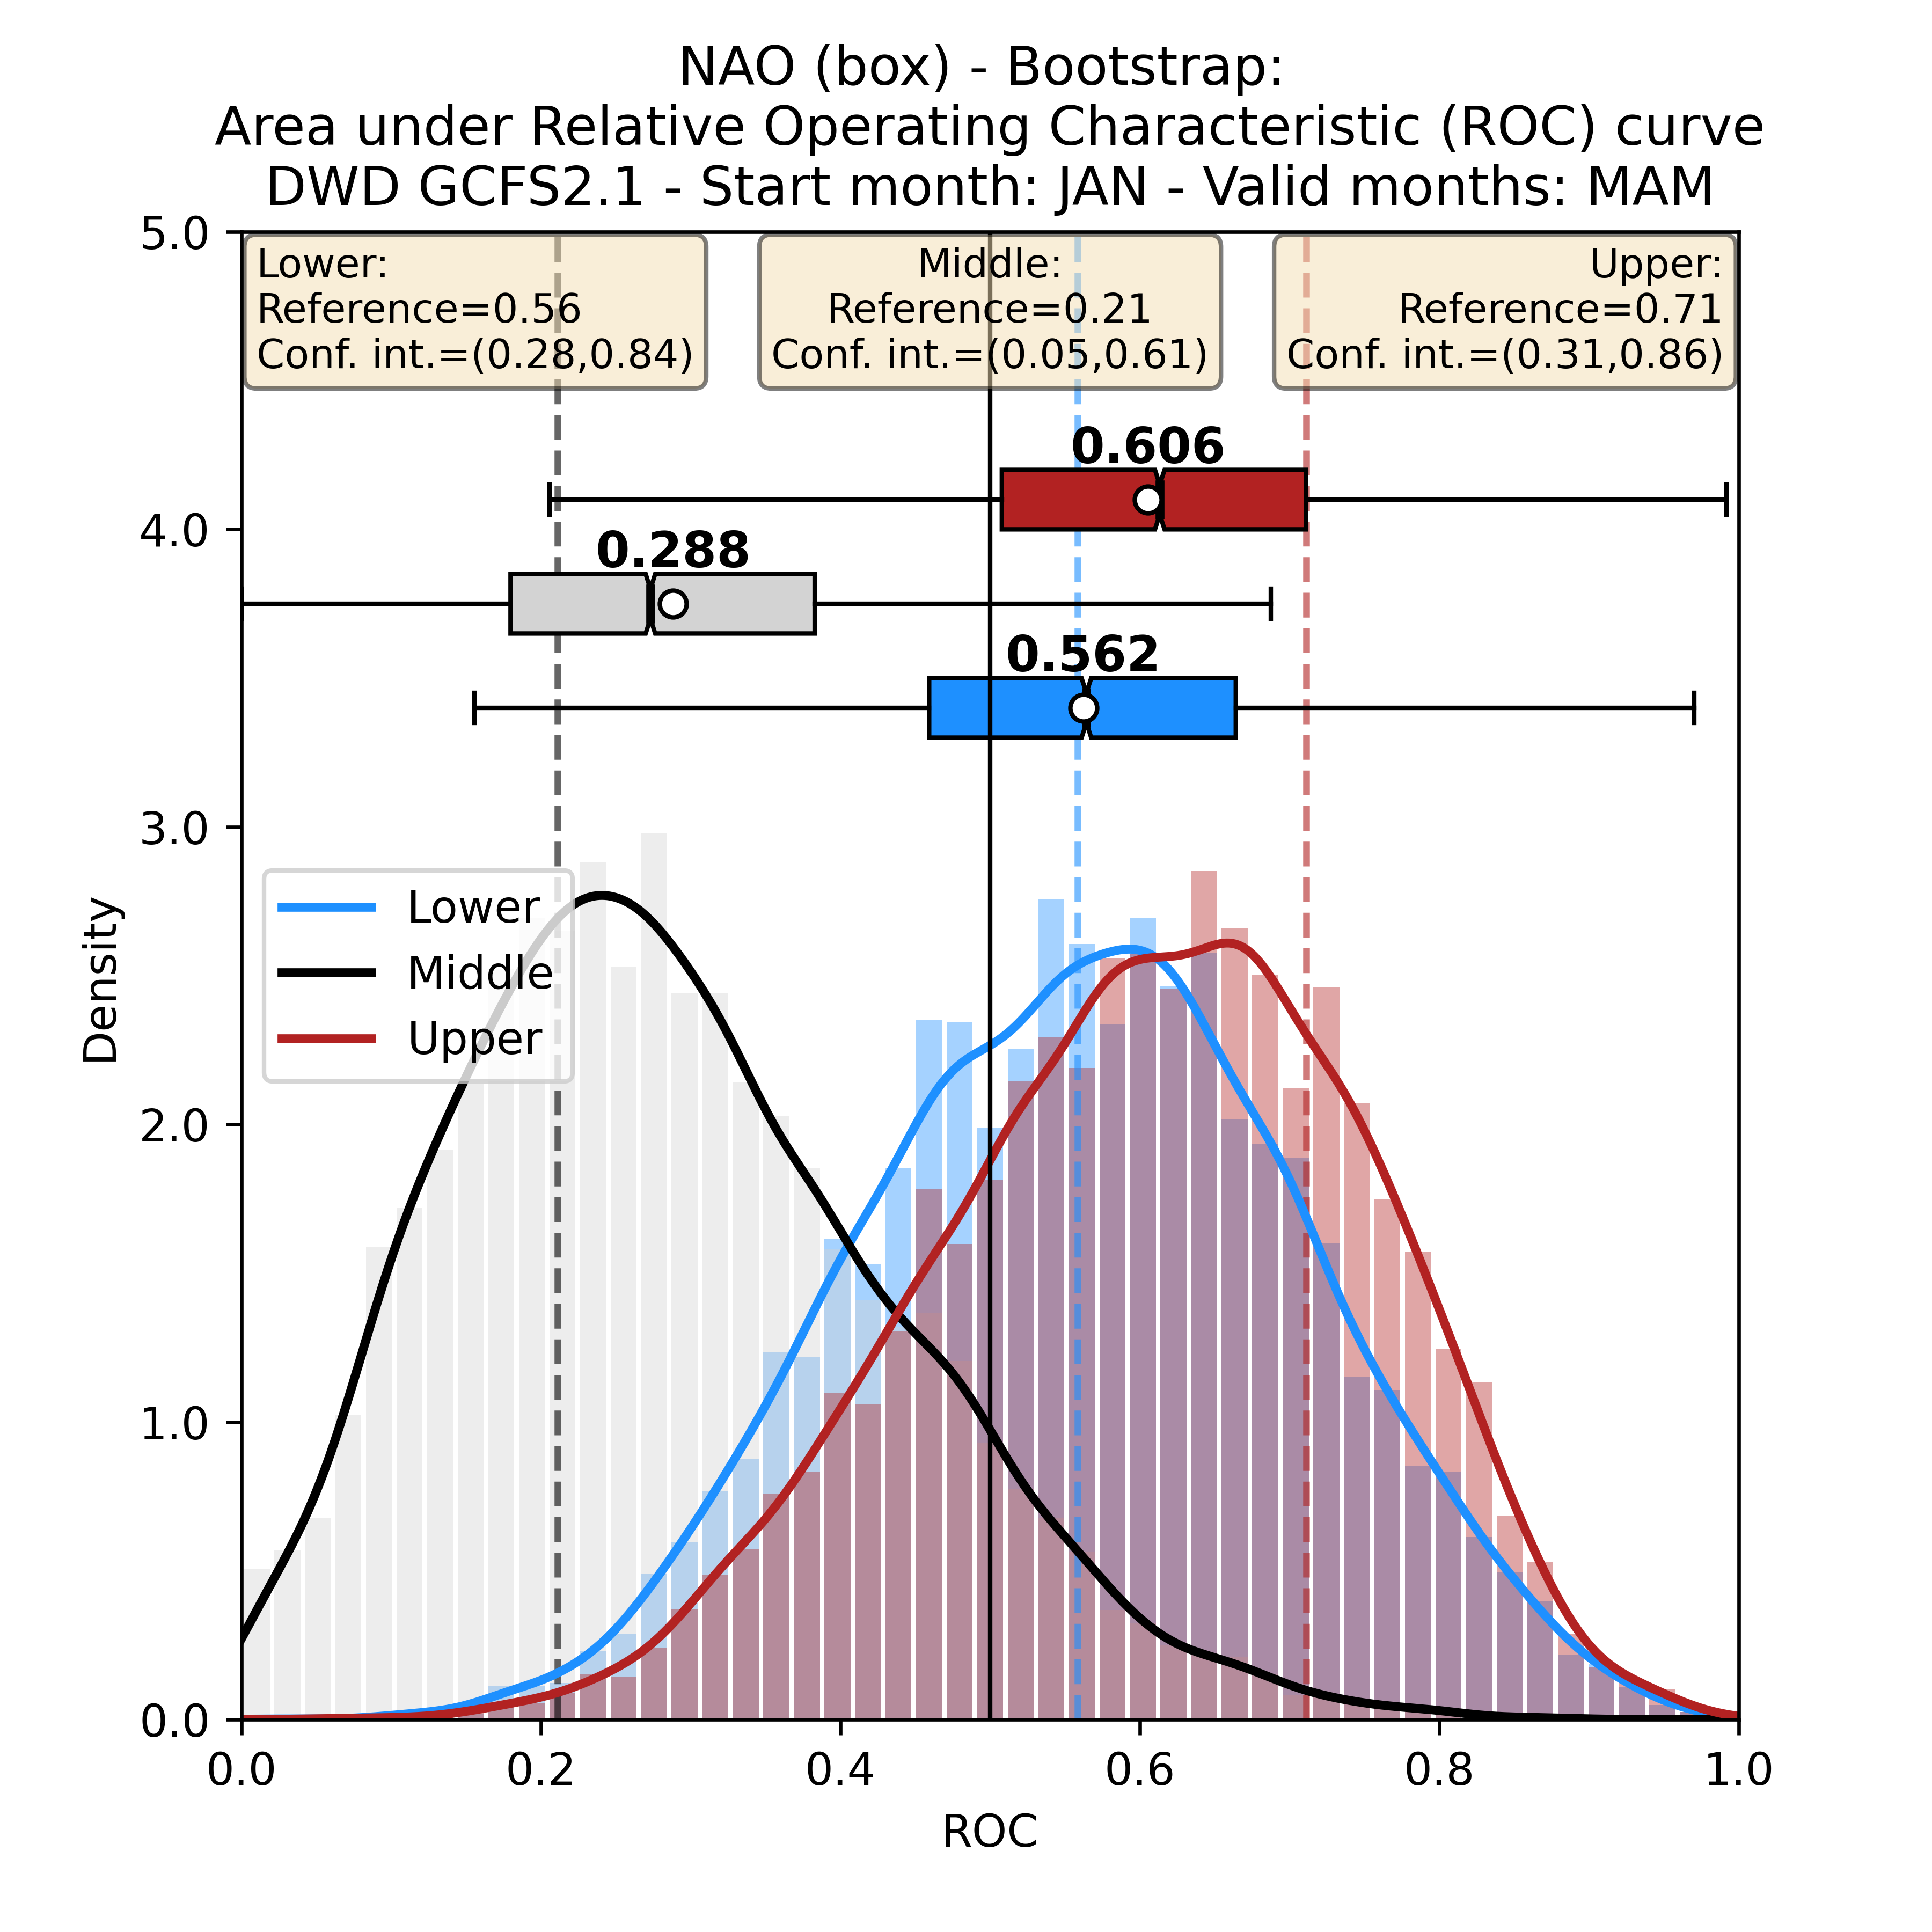 NAO (box) - Bootstrap:
Area under Relative Operating Characteristic (ROC) curve
DWD GCFS2.1 - Start month: JAN - Valid months: MAM
Lower:
Reference=0.56
Conf. int.=(0.28,0.84)
Middle:
Reference=0.21
Conf. int.=(0.05,0.61)
Upper:
Reference=0.71
Conf. int.=(0.31,0.86)
0.606
0.288
0.562
Lower
Middle
Upper
Density
5.0
4.0
3.0
2.0
1.0
0.0
0.0
0.2
0.4
0.6
0.8
1.0
ROC